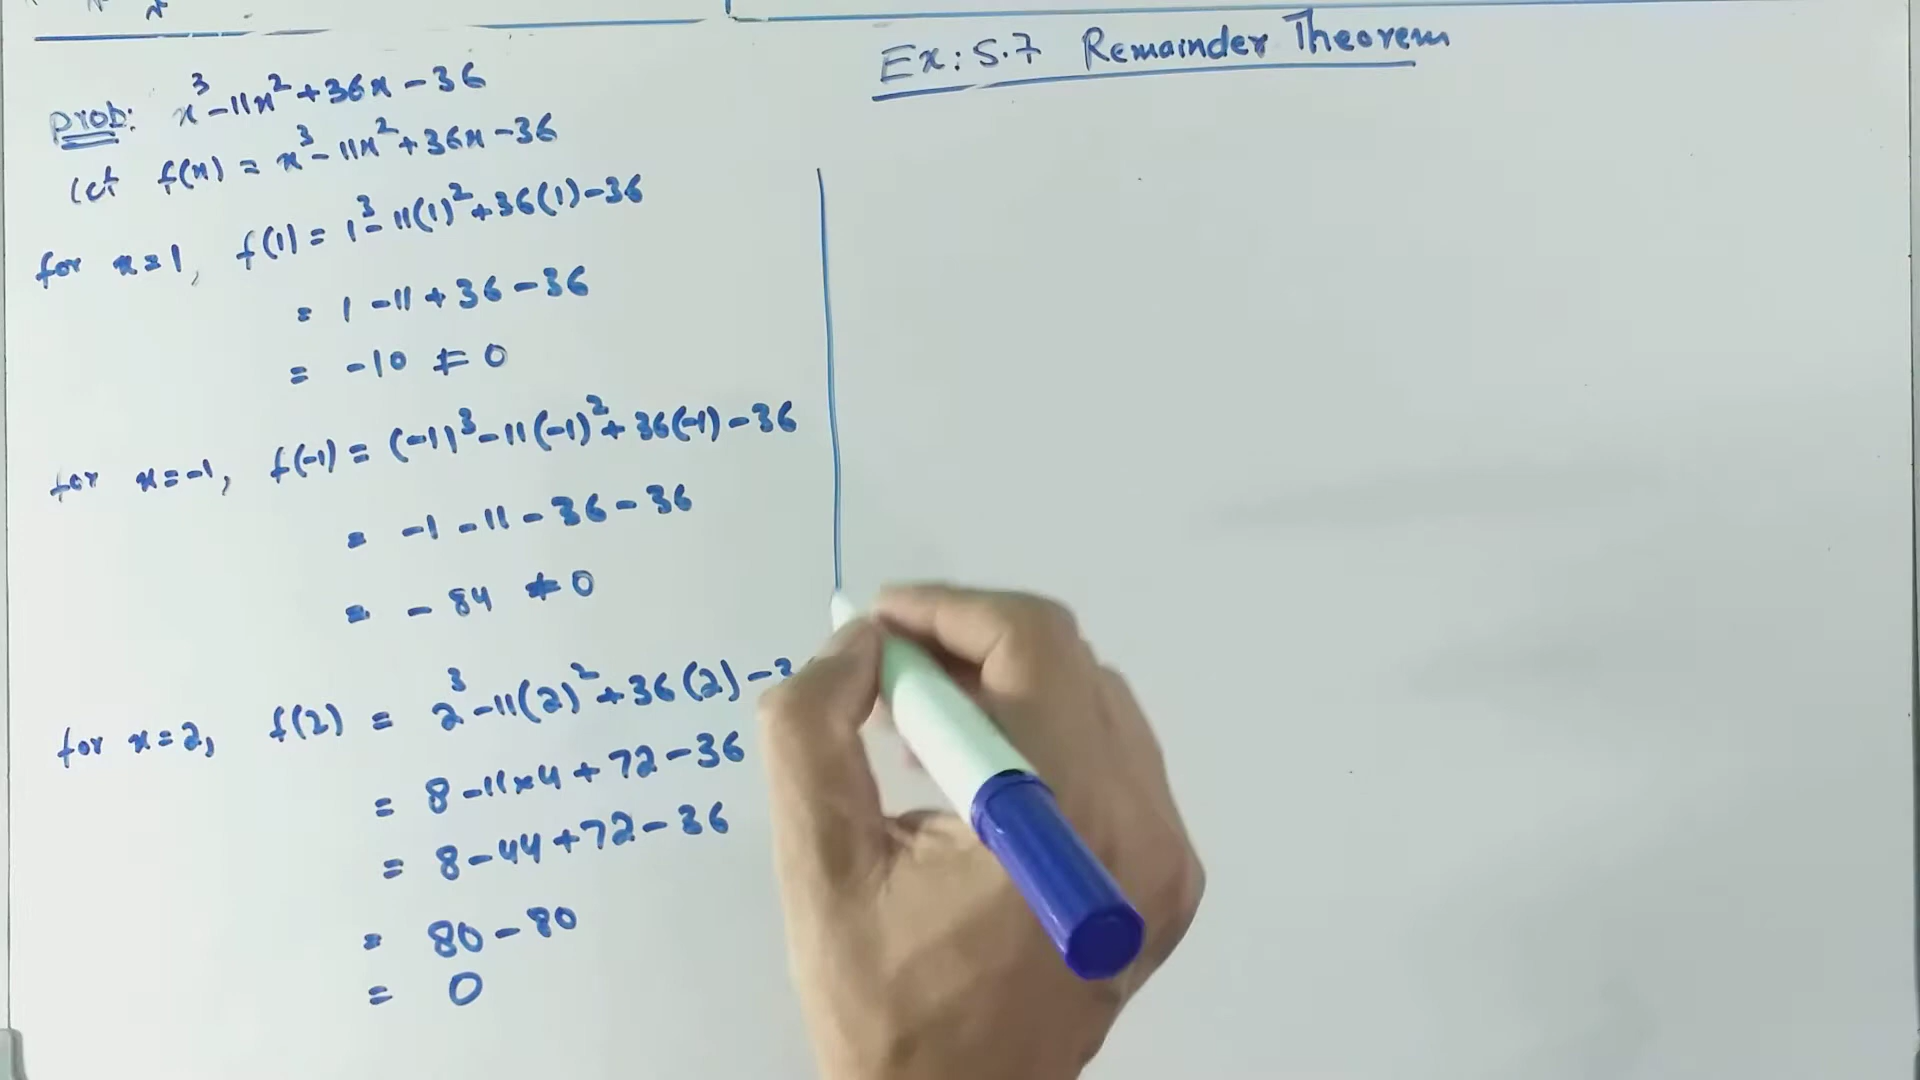 Ex: 5.7 Remainder Theorem
prob: x³-11x²+36x-36
let f(x) = x³-11x²+36x-36
for x=1, f(1) = 1³-11(1)²+36(1)-36
= 1-11+36-36
= -10 ≠ 0
for x=-1, f(-1) = (-1)³-11(-1)²+36(-1)-36
= -1-11-36-36
= -84 ≠ 0
for x=2, f(2) = 2³-11(2)²+36(2)-3
= 8-11×4+72-36
= 8-44+72-36
= 80-80
= 0